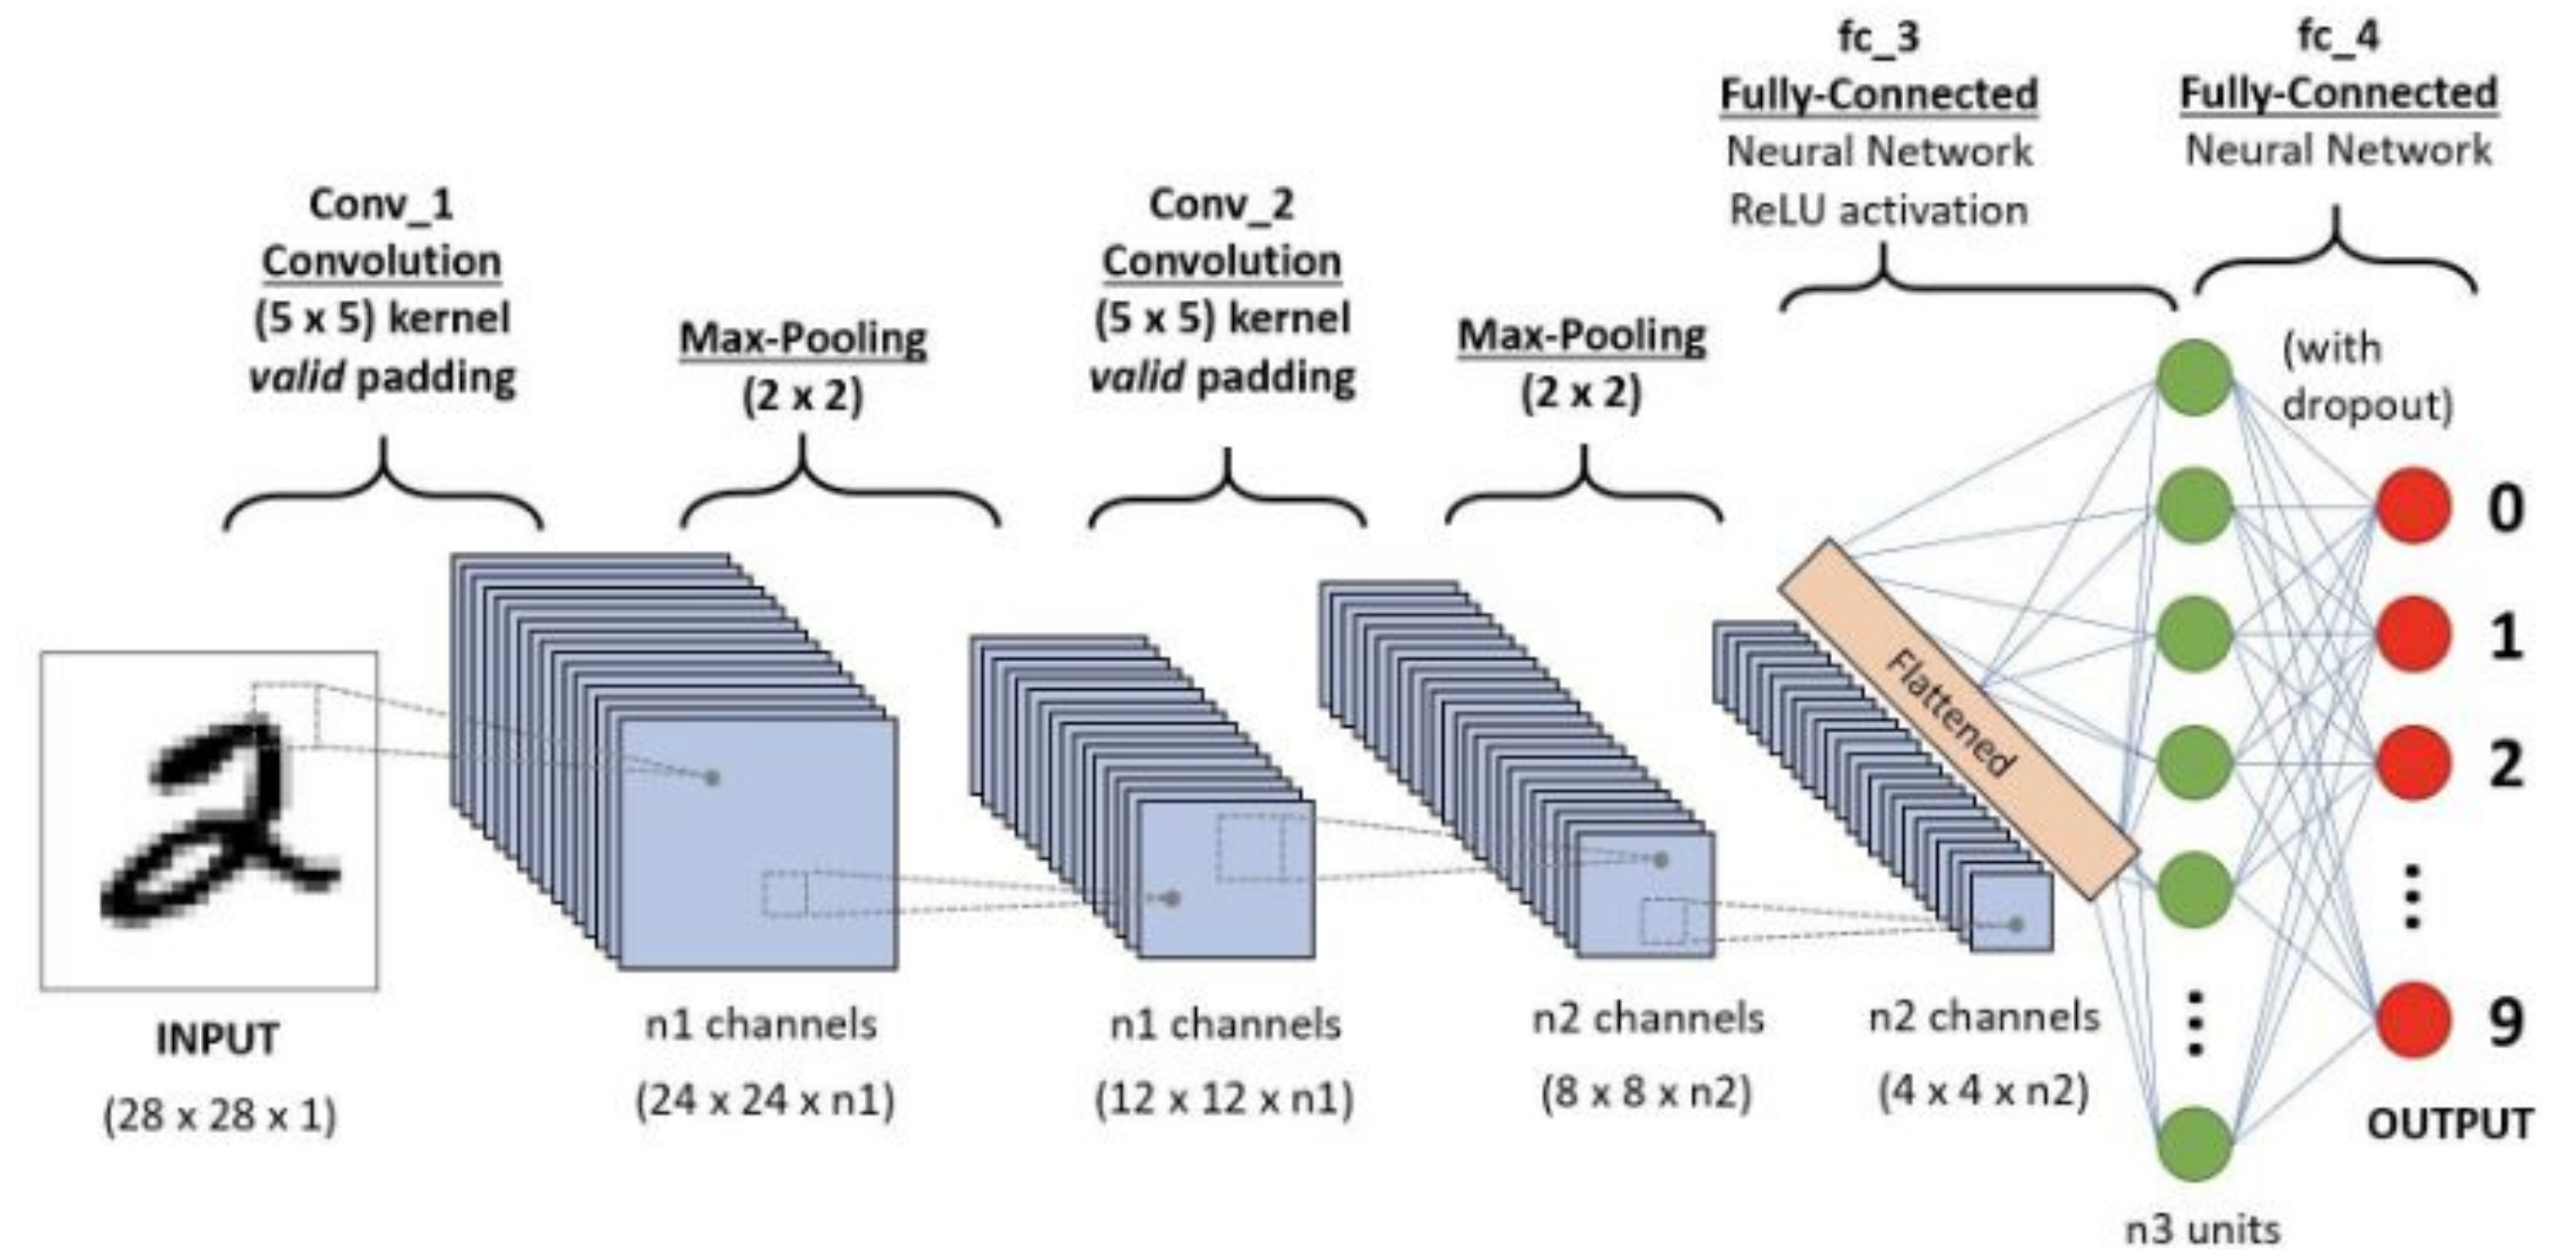 Conv_1
Convolution
(5 x 5) kernel
valid padding
Max-Pooling
(2 x 2)
Conv_2
Convolution
(5 x 5) kernel
valid padding
Max-Pooling
(2 x 2)
fc_3
Fully-Connected
Neural Network
ReLU activation
fc_4
Fully-Connected
Neural Network
(with
dropout)
INPUT
(28 x 28 x 1)
n1 channels
(24 x 24 x n1)
n1 channels
(12 x 12 x n1)
n2 channels
(8 x 8 x n2)
n2 channels
(4 x 4 x n2)
Flattened
n3 units
0
1
2
9
OUTPUT
2